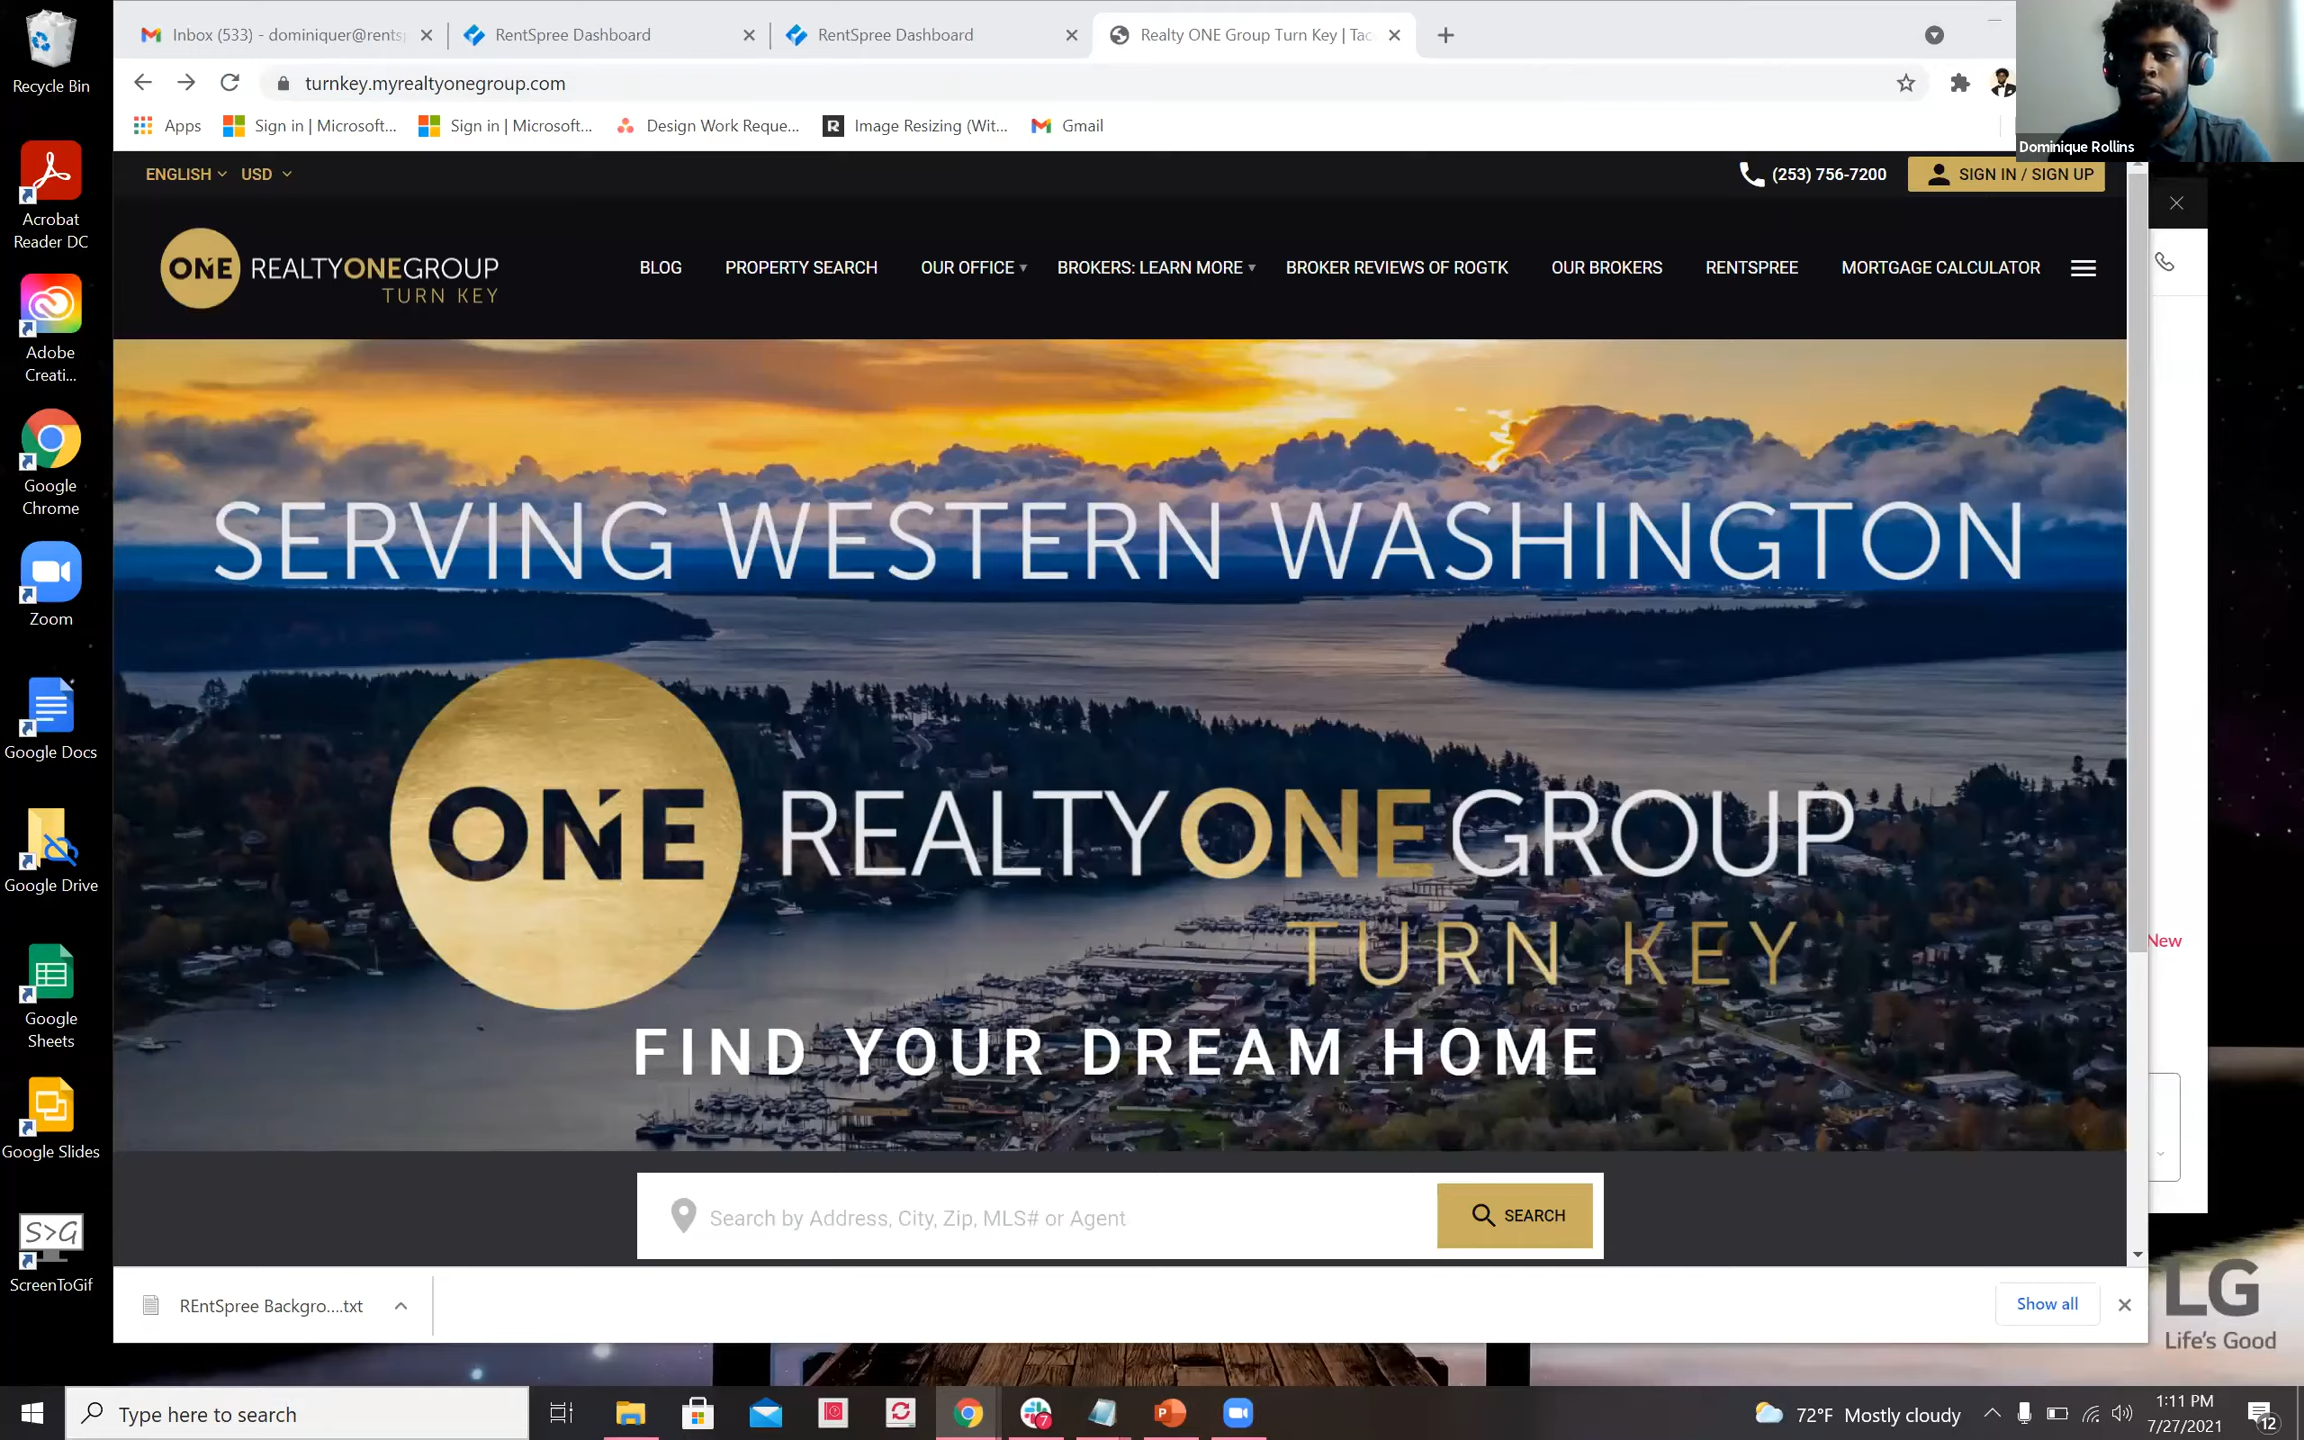 Inbox (533) - dominiquer@rents
RentSpree Dashboard
RentSpree Dashboard
Realty ONE Group Turn Key | Tac
turnkey.myrealtyonegroup.com
Apps
Sign in | Microsoft...
Sign in | Microsoft...
Design Work Reque...
R
Image Resizing (Wit...
Gmail
Dominique Rollins
ENGLISH
USD
(253) 756-7200
SIGN IN / SIGN UP
ONE REALTYONEGROUP
TURN KEY
BLOG
PROPERTY SEARCH
OUR OFFICE
BROKERS: LEARN MORE
BROKER REVIEWS OF ROGTK
OUR BROKERS
RENTSPREE
MORTGAGE CALCULATOR
SERVING WESTERN WASHINGTON
ONE REALTYONEGROUP
TURN KEY
FIND YOUR DREAM HOME
Search by Address, City, Zip, MLS# or Agent
SEARCH
New
REntSpree Backgro....txt
Show all
LG
Life's Good
Recycle Bin
Acrobat
Reader DC
Adobe
Creati...
Google
Chrome
Zoom
Google Docs
Google Drive
Google
Sheets
Google Slides
S>G
ScreenToGif
Type here to search
7
P
72°F Mostly cloudy
1:11 PM
7/27/2021
12